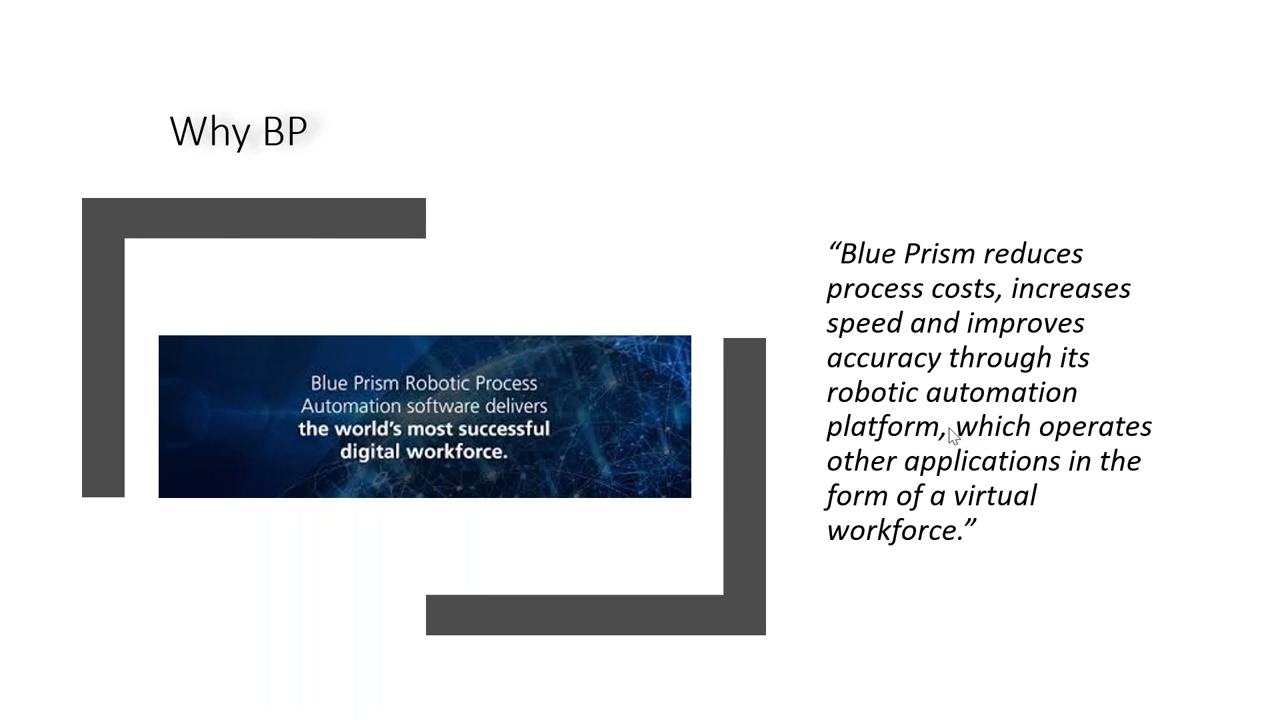 Why BP
Blue Prism Robotic Process
Automation software delivers
the world's most successful
digital workforce.
“Blue Prism reduces
process costs, increases
speed and improves
accuracy through its
robotic automation
platform, which operates
other applications in the
form of a virtual
workforce.”